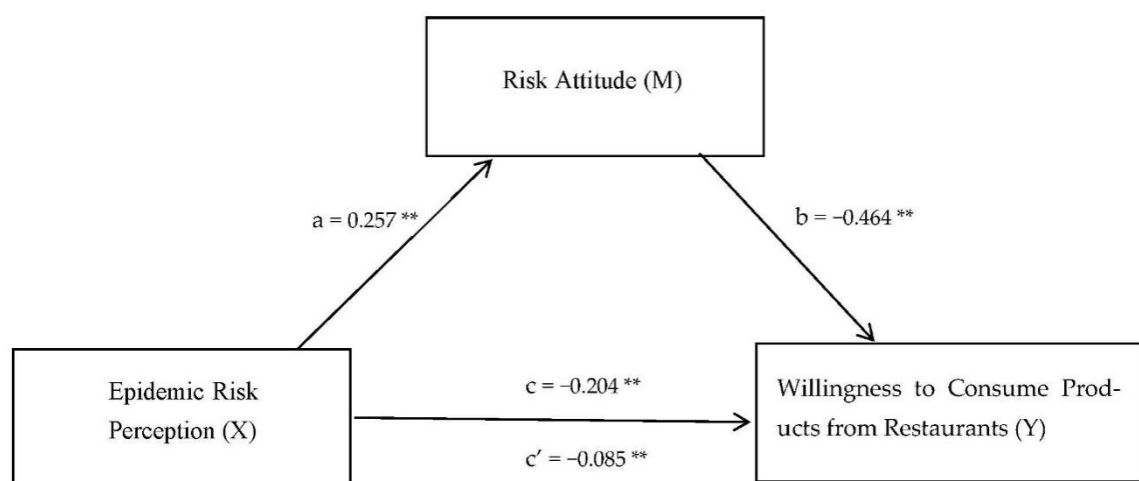 Risk Attitude (M)
a = 0.257 **
b = −0.464 **
Epidemic Risk
Perception (X)
c = −0.204 **
c′ = −0.085 **
Willingness to Consume Prod-
ucts from Restaurants (Y)